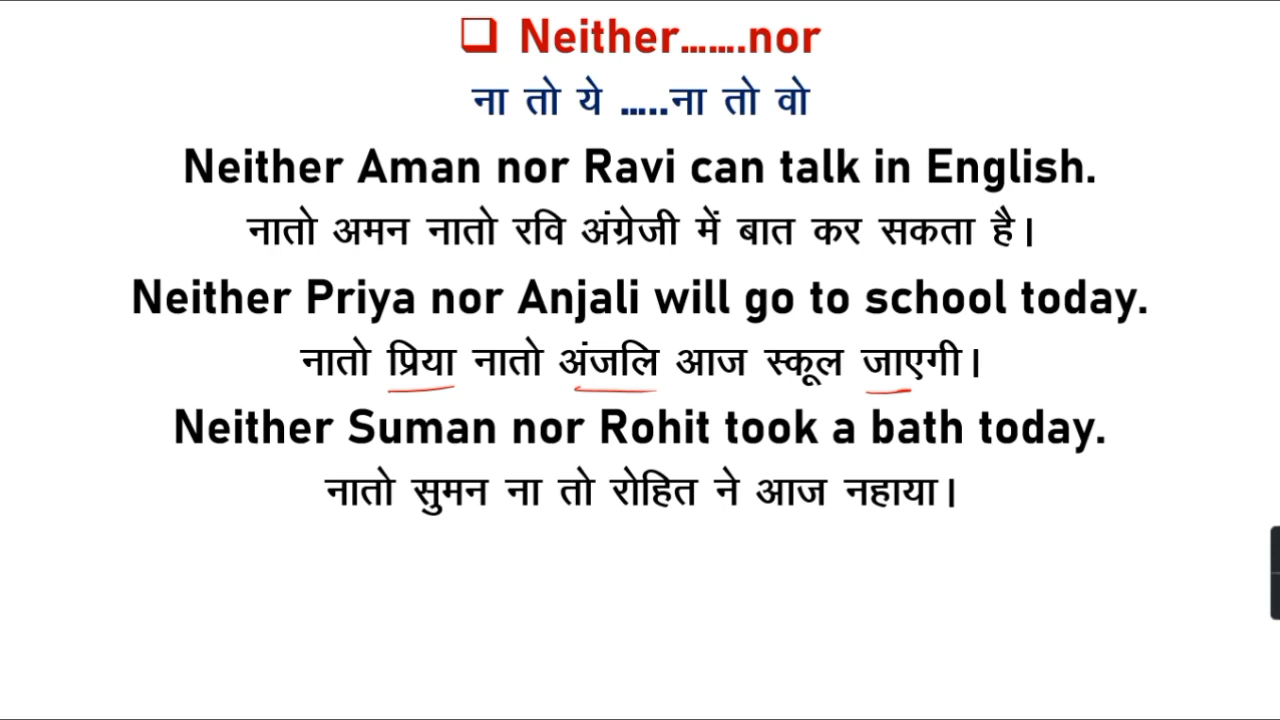 ❑ Neither…….nor
ना तो ये …..ना तो वो
Neither Aman nor Ravi can talk in English.
नातो अमन नातो रवि अंग्रेजी में बात कर सकता है।
Neither Priya nor Anjali will go to school today.
नातो प्रिया नातो अंजलि आज स्कूल जाएगी।
Neither Suman nor Rohit took a bath today.
नातो सुमन ना तो रोहित ने आज नहाया।